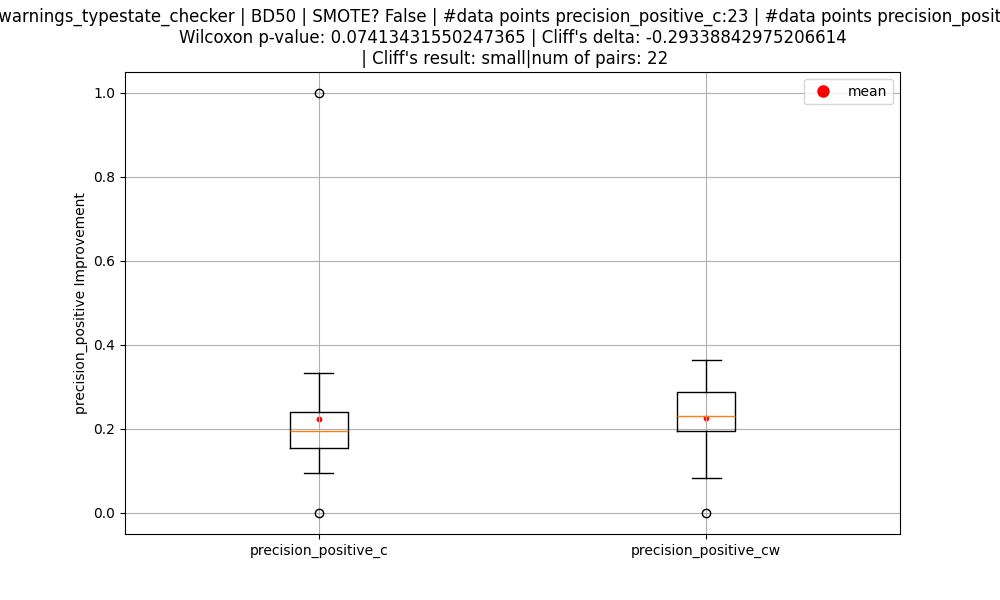 warnings_typestate_checker | BD50 | SMOTE? False | #data points precision_positive_c:23 | #data points
Wilcoxon p-value: 0.07413431550247365 | Cliff's delta: -0.29338842975206614
| Cliff's result: small|num of pairs: 22
mean
1.0
0.8
0.6
0.4
0.2
0.0
precision_positive Improvement
precision_positive_c
precision_positive_cw